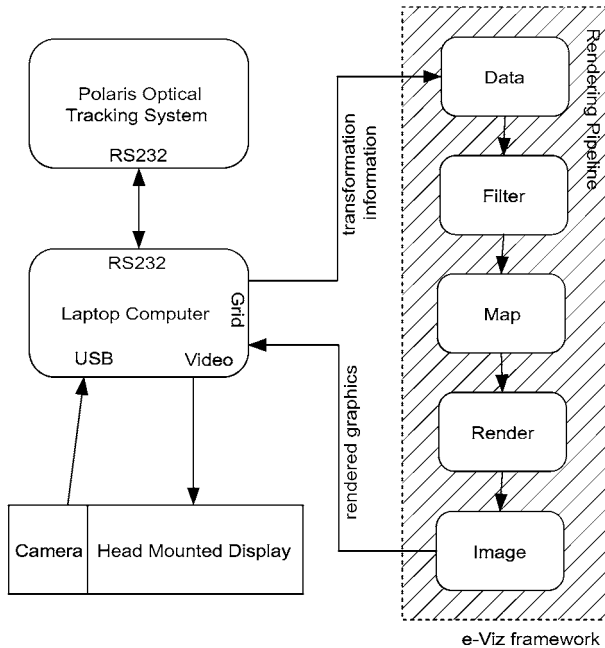 Polaris Optical
Tracking System
RS232
RS232
Laptop Computer
Grid
USB
Video
Camera
Head Mounted Display
transformation
information
rendered graphics
Rendering Pipeline
Data
Filter
Map
Render
Image
e-Viz framework